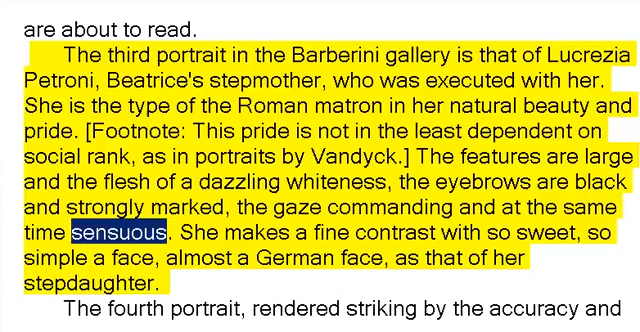 are about to read.
The third portrait in the Barberini gallery is that of Lucrezia
Petroni, Beatrice's stepmother, who was executed with her.
She is the type of the Roman matron in her natural beauty and
pride. [Footnote: This pride is not in the least dependent on
social rank, as in portraits by Vandyck.] The features are large
and the flesh of a dazzling whiteness, the eyebrows are black
and strongly marked, the gaze commanding and at the same
time sensuous. She makes a fine contrast with so sweet, so
simple a face, almost a German face, as that of her
stepdaughter.
The fourth portrait, rendered striking by the accuracy and